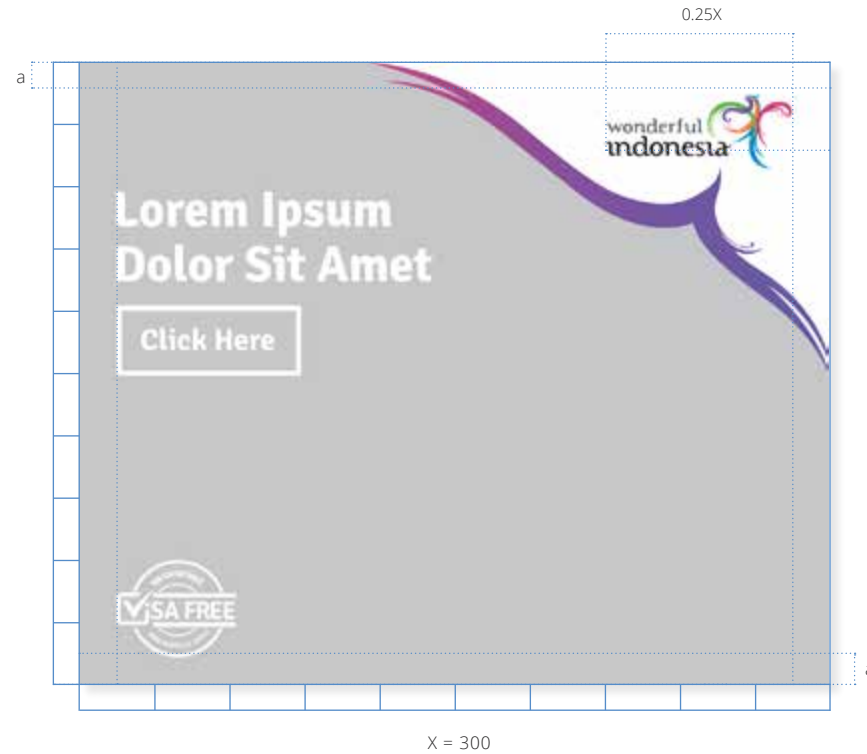 0.25X
a
wonderful
indonesia
Lorem Ipsum
Dolor Sit Amet
Click Here
VISA FREE
X = 300